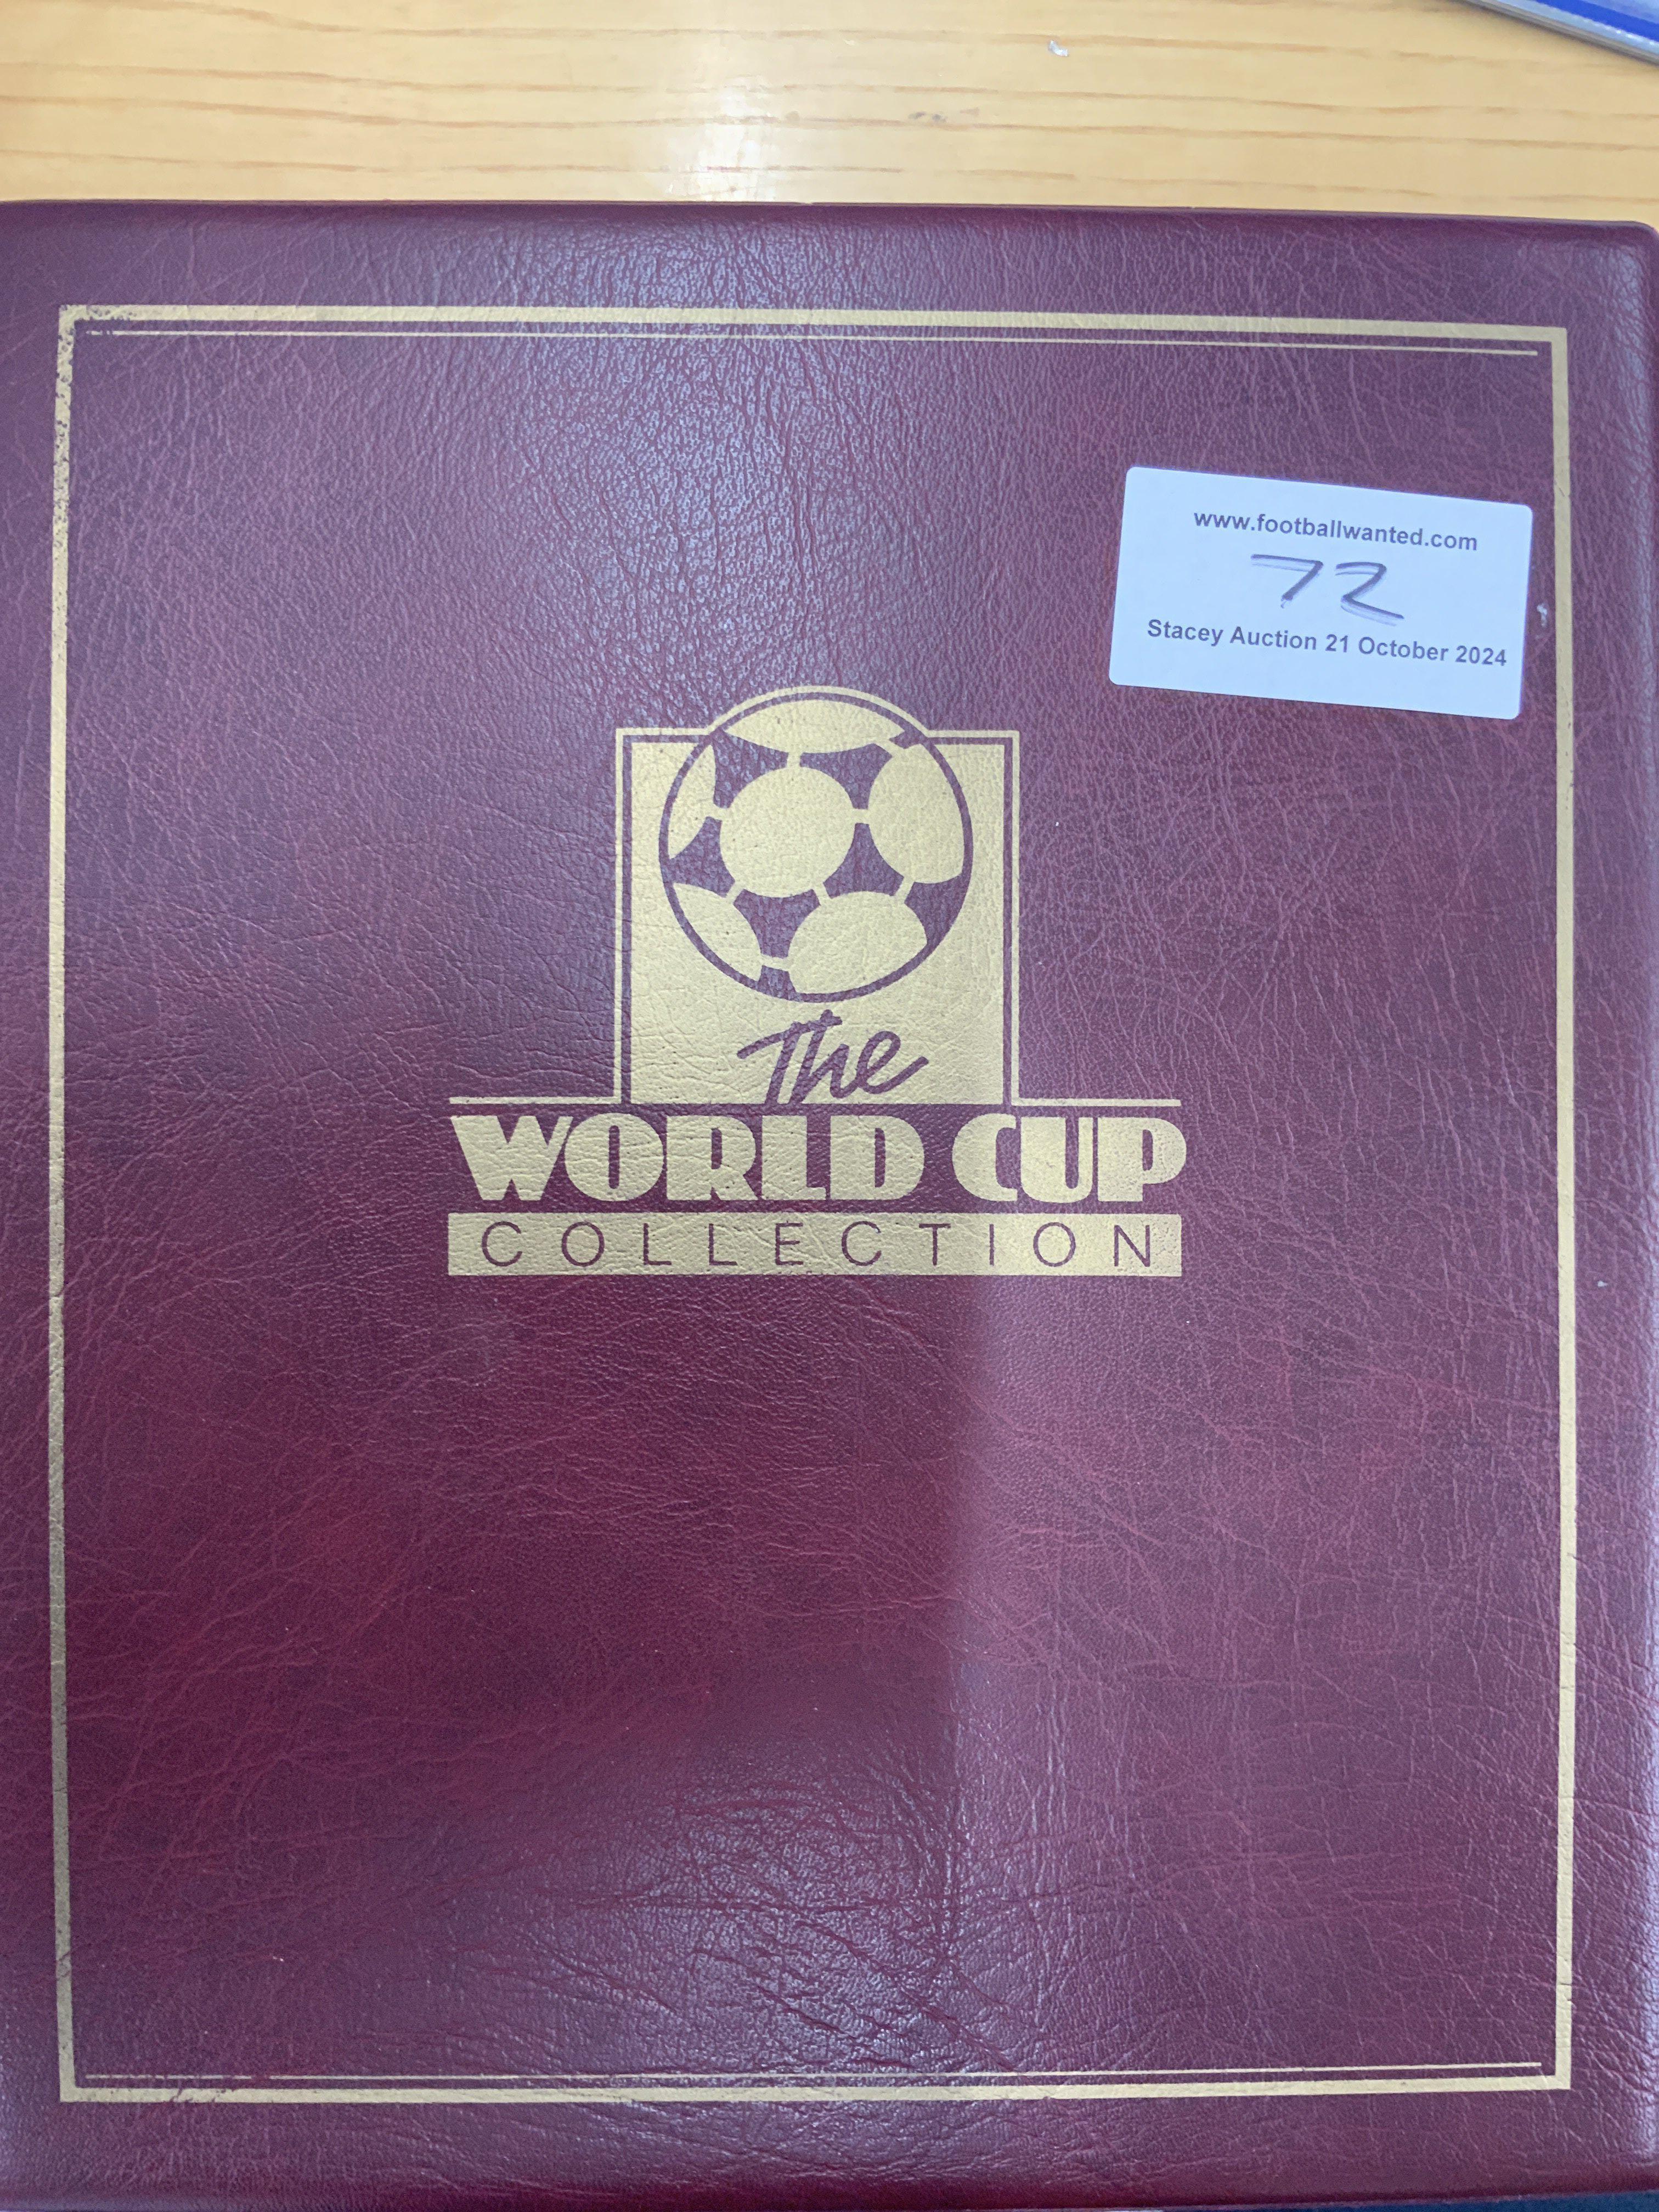 www.footballwanted.com
72
Stacey Auction 21 October 2024
The
WORLD CUP
COLLECTION